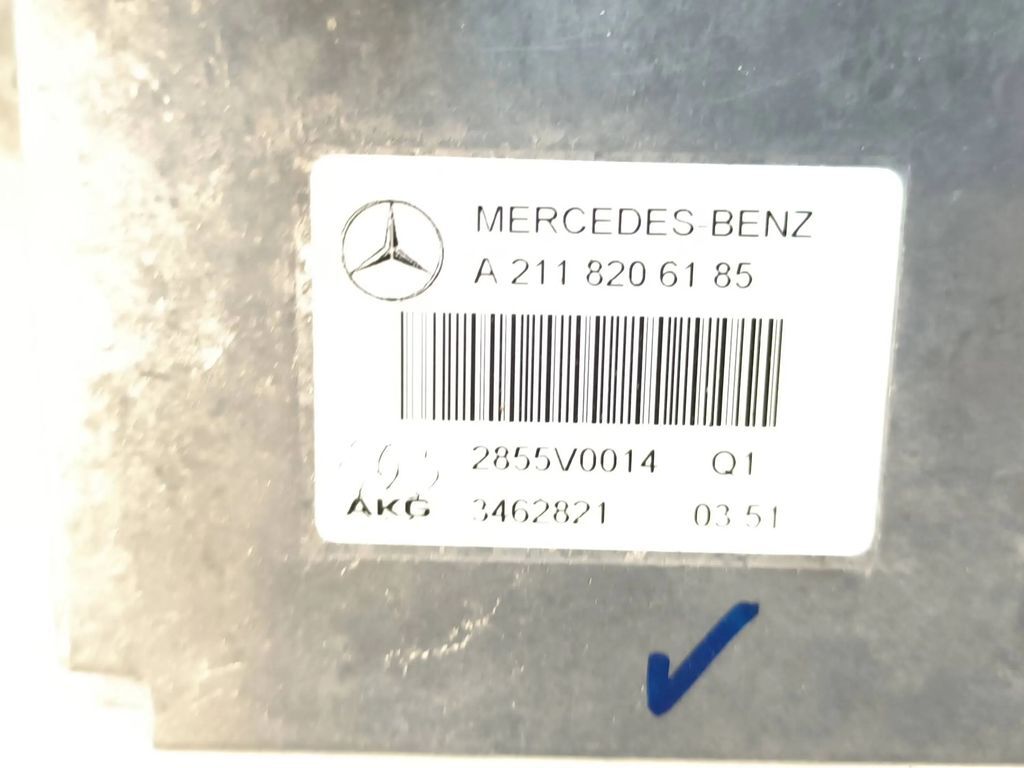 MERCEDES-BENZ
A 211 820 61 85
2855V0014 Q1
AKG 3462821 03 51